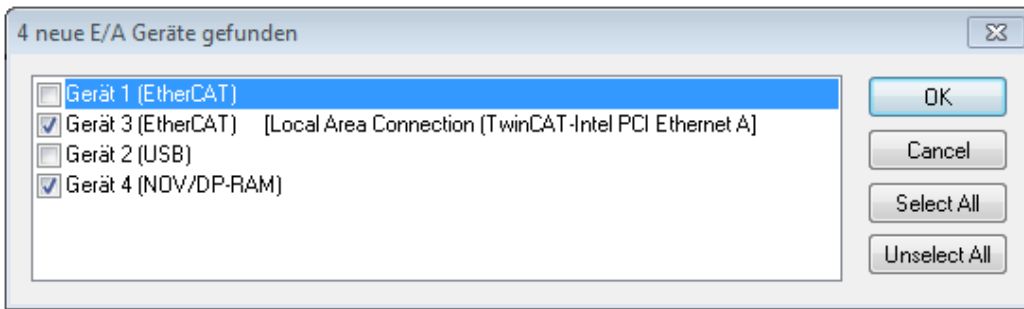 4 neue E/A Geräte gefunden
Gerät 1 (EtherCAT)
Gerät 3 (EtherCAT) [Local Area Connection (TwinCAT-Intel PCI Ethernet A]
Gerät 2 (USB)
Gerät 4 (NOV/DP-RAM)
OK
Cancel
Select All
Unselect All